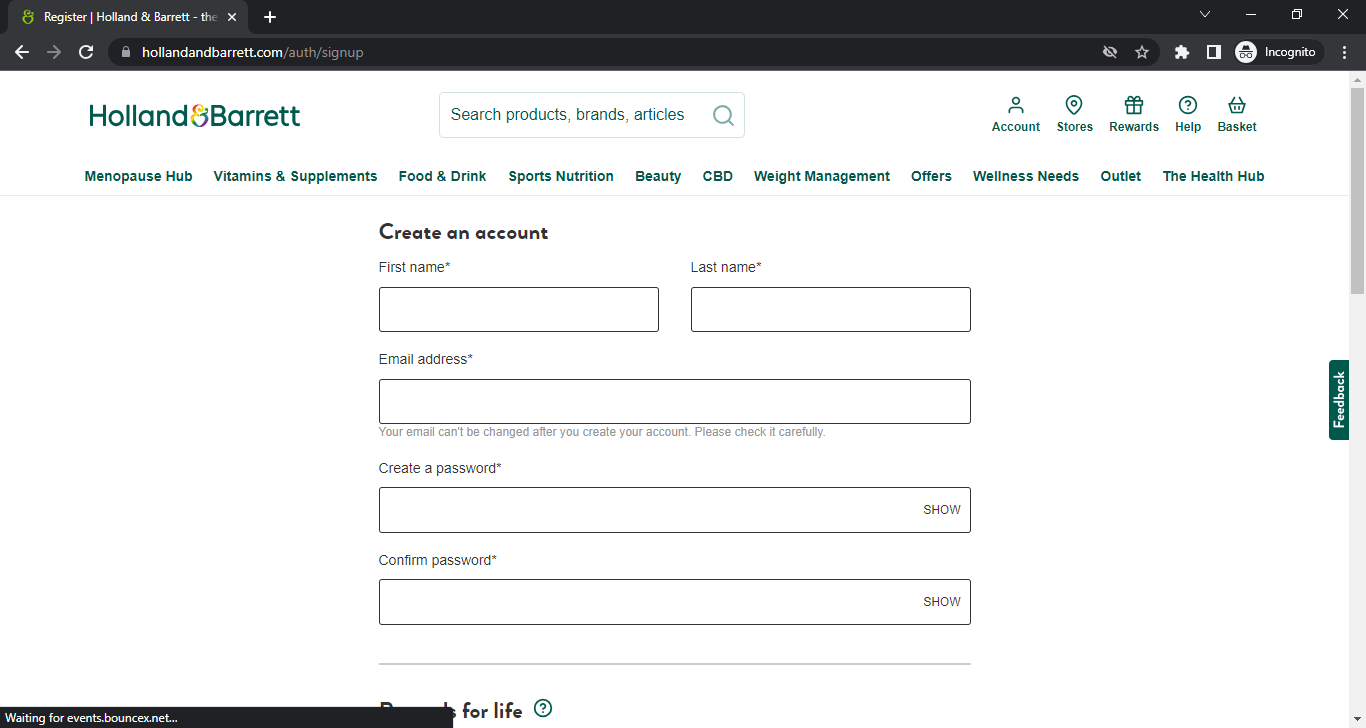 Register | Holland & Barrett - the
hollandandbarrett.com/auth/signup
Incognito
Holland&Barrett
Search products, brands, articles
Account Stores Rewards Help Basket
Menopause Hub Vitamins & Supplements Food & Drink Sports Nutrition Beauty CBD Weight Management Offers Wellness Needs Outlet The Health Hub
Create an account
First name* Last name*
Email address*
Your email can't be changed after you create your account. Please check it carefully.
Feedback
Create a password*
SHOW
Confirm password*
SHOW
for life ?
Waiting for events.bouncex.net...